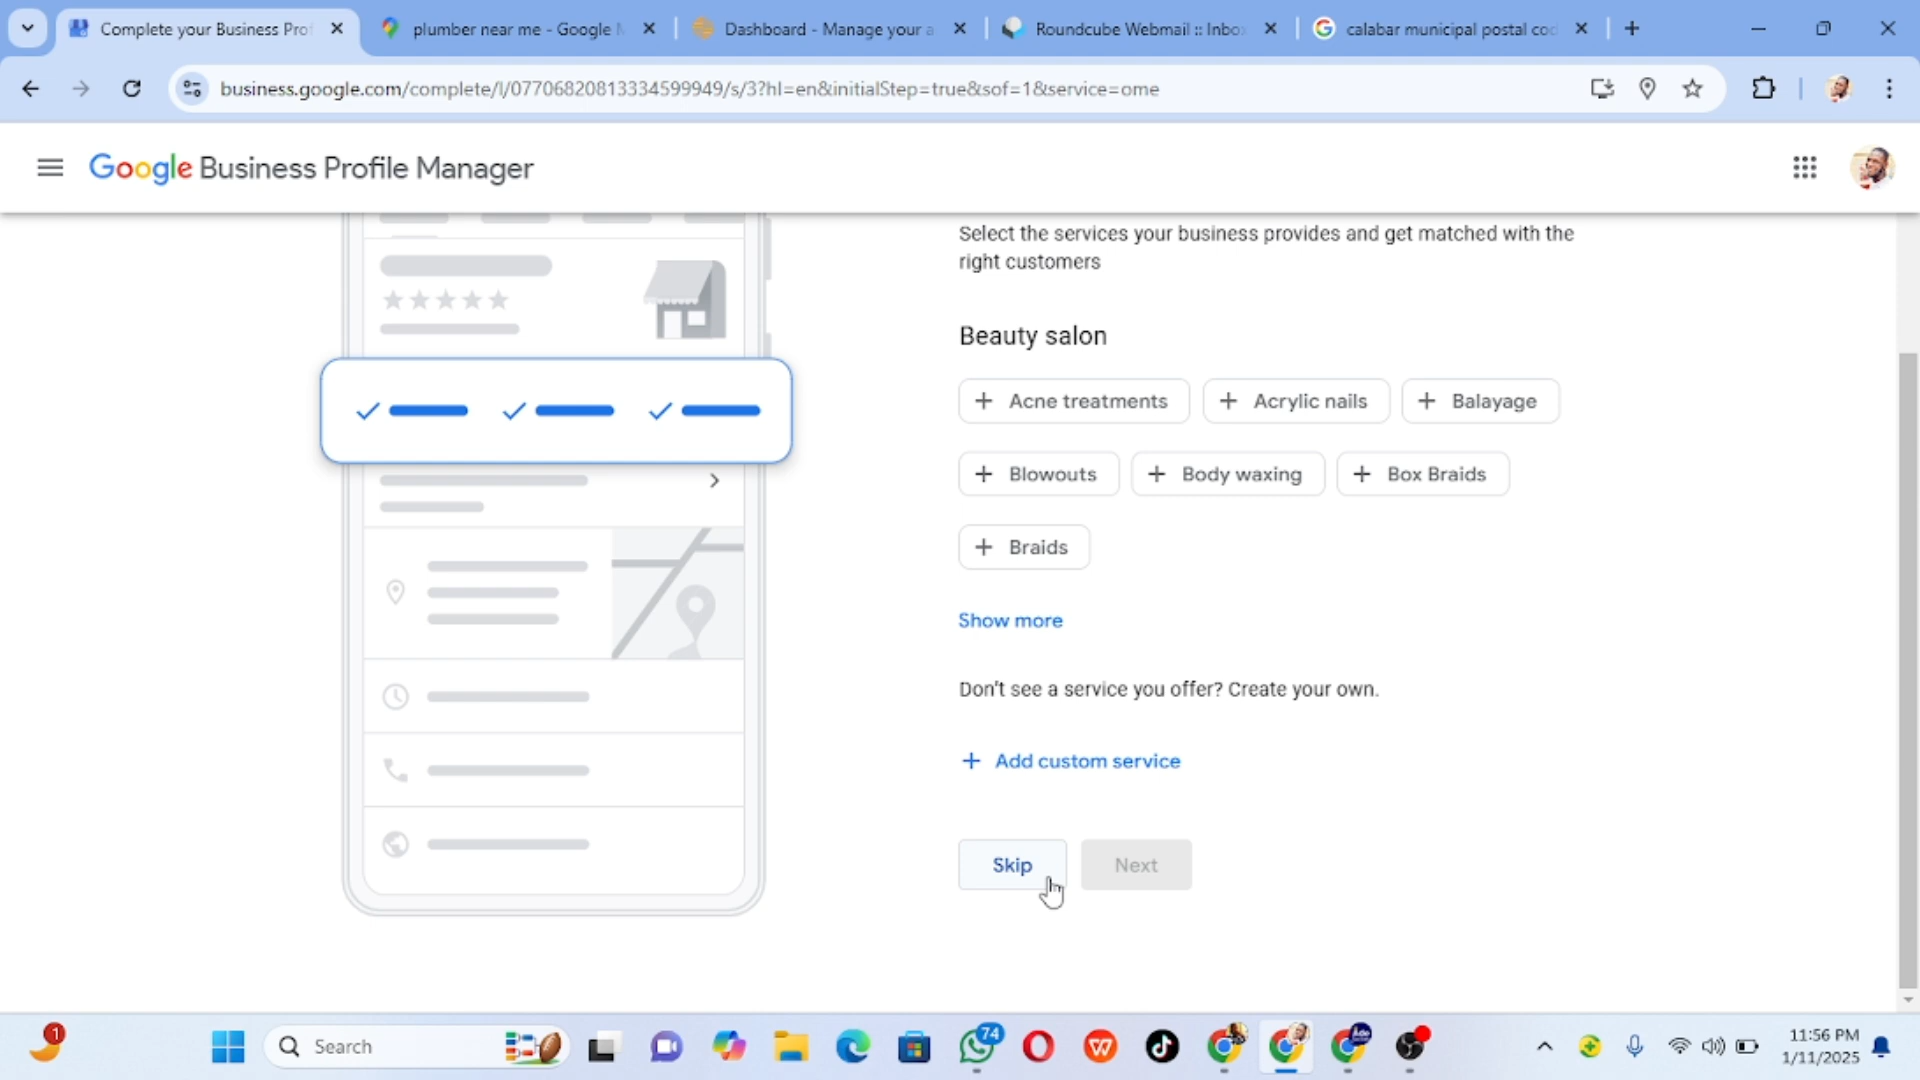 Complete your Business Prof
plumber near me - Google M
Dashboard - Manage your a
Roundcube Webmail :: Inbox
calabar municipal postal cod
business.google.com/complete/l/07706820813334599949/s/3?hl=en&initialStep=true&sof=1&service=ome
Google Business Profile Manager
Select the services your business provides and get matched with the
right customers
Beauty salon
+ Acne treatments
+ Acrylic nails
+ Balayage
+ Blowouts
+ Body waxing
+ Box Braids
+ Braids
Show more
Don't see a service you offer? Create your own.
+ Add custom service
Skip
Next
1
Search
74
Ade
11:56 PM
1/11/2025